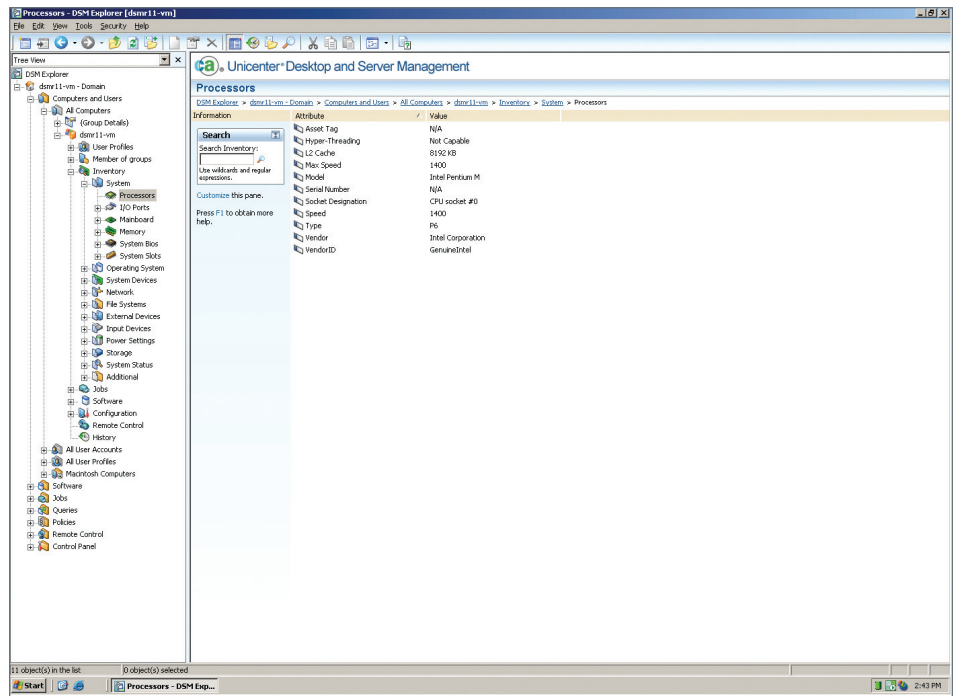 Processors - DSM Explorer [dsmr11-vm]
File Edit View Tools Security Help
Tree View
DSM Explorer
dsmr11-vm - Domain
Computers and Users
All Computers
{Group Details}
dsmr11-vm
User Profiles
Member of groups
Inventory
System
Processors
I/O Ports
Mainboard
Memory
System Bios
System Slots
Operating System
System Devices
Network
File Systems
External Devices
Input Devices
Power Settings
Storage
System Status
Additional
Jobs
Software
Configuration
Remote Control
History
All User Accounts
All User Profiles
Macintosh Computers
Software
Jobs
Queries
Policies
Remote Control
Control Panel
ca. Unicenter® Desktop and Server Management
Processors
DSM Explorer > dsmr11-vm - Domain > Computers and Users > All Computers > dsmr11-vm > Inventory > System > Processors
Information
Search
Search Inventory:
Use wildcards and regular
expressions.
Customize this pane.
Press F1 to obtain more
help.
Attribute / Value
Asset Tag N/A
Hyper-Threading Not Capable
L2 Cache 8192 KB
Max Speed 1400
Model Intel Pentium M
Serial Number N/A
Socket Designation CPU socket #0
Speed 1400
Type P6
Vendor Intel Corporation
VendorID GenuineIntel
11 object(s) in the list 0 object(s) selected
Start Processors - DSM Exp... 2:43 PM